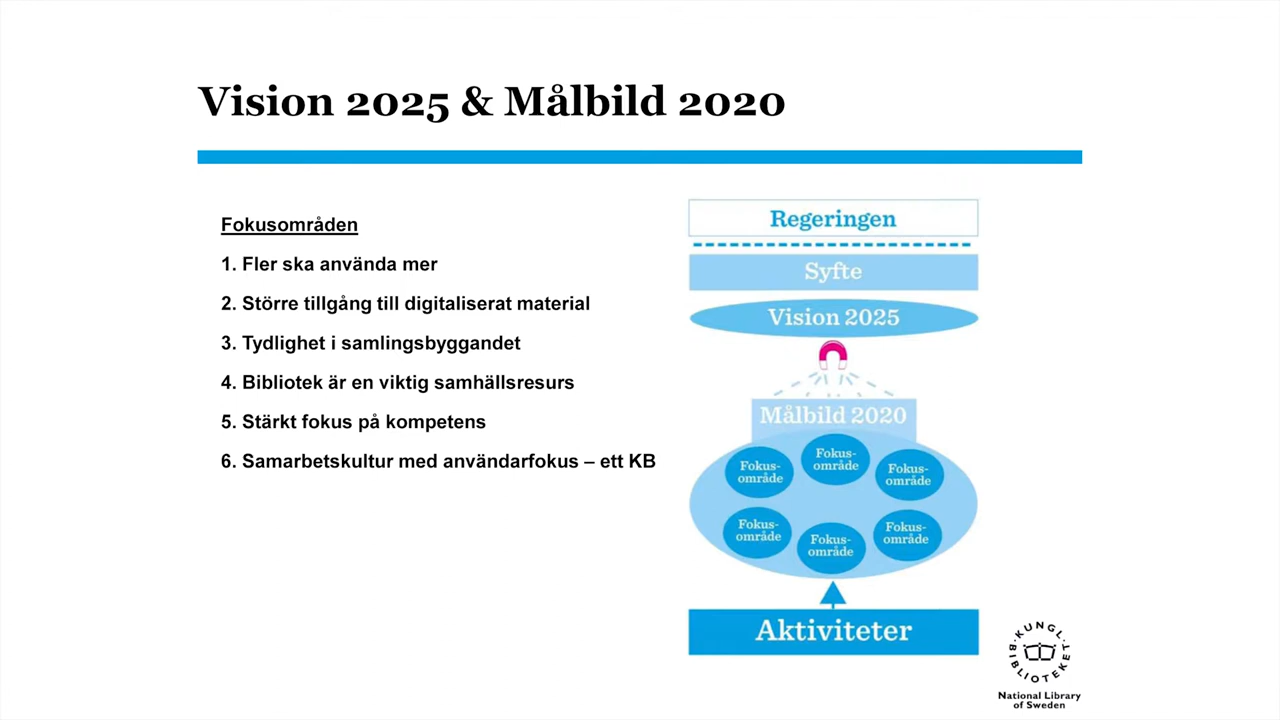 Vision 2025 & Målbild 2020
Fokusområden
1. Fler ska använda mer
2. Större tillgång till digitaliserat material
3. Tydlighet i samlingsbyggandet
4. Bibliotek är en viktig samhällsresurs
5. Stärkt fokus på kompetens
6. Samarbetskultur med användarfokus – ett KB
Regeringen
Syfte
Vision 2025
Målbild 2020
Fokus-
område
Fokus-
område
Fokus-
område
Fokus-
område
Fokus-
område
Fokus-
område
Aktiviteter
KUNGL·
BIBLIOTEKET·
National Library
of Sweden